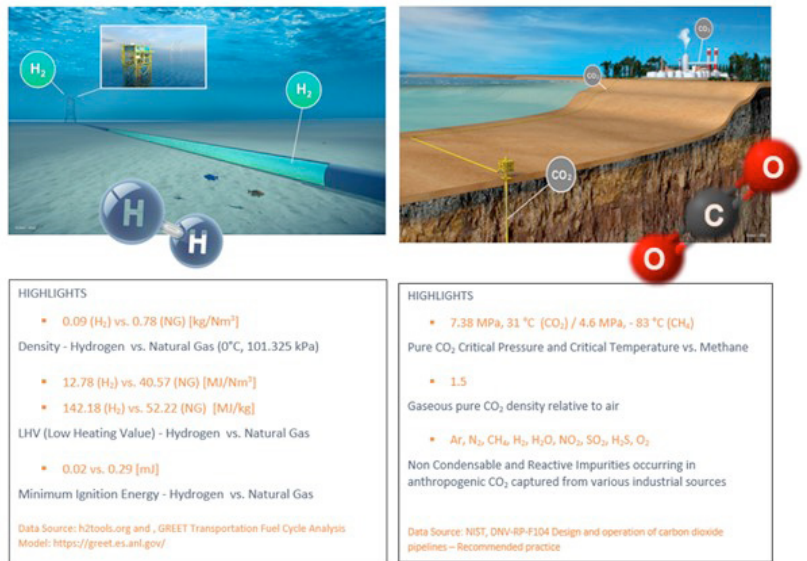 H₂
H₂
H
H
HIGHLIGHTS
▪ 0.09 (H₂) vs. 0.78 (NG) [kg/Nm³]
Density - Hydrogen vs. Natural Gas (0°C, 101.325 kPa)
▪ 12.78 (H₂) vs. 40.57 (NG) [MJ/Nm³]
▪ 142.18 (H₂) vs. 52.22 (NG) [MJ/kg]
LHV (Low Heating Value) - Hydrogen vs. Natural Gas
▪ 0.02 vs. 0.29 [mJ]
Minimum Ignition Energy - Hydrogen vs. Natural Gas
Data Source: h2tools.org and , GREET Transportation Fuel Cycle Analysis
Model: https://greet.es.anl.gov/
CO₂
CO₂
CO₂
O
C
O
HIGHLIGHTS
▪ 7.38 MPa, 31 °C (CO₂) / 4.6 MPa, - 83 °C (CH₄)
Pure CO₂ Critical Pressure and Critical Temperature vs. Methane
▪ 1.5
Gaseous pure CO₂ density relative to air
▪ Ar, N₂, CH₄, H₂, H₂O, NO₂, SO₂, H₂S, O₂
Non Condensable and Reactive Impurities occurring in
anthropogenic CO₂ captured from various industrial sources
Data Source: NIST, DNV-RP-F104 Design and operation of carbon dioxide
pipelines – Recommended practice